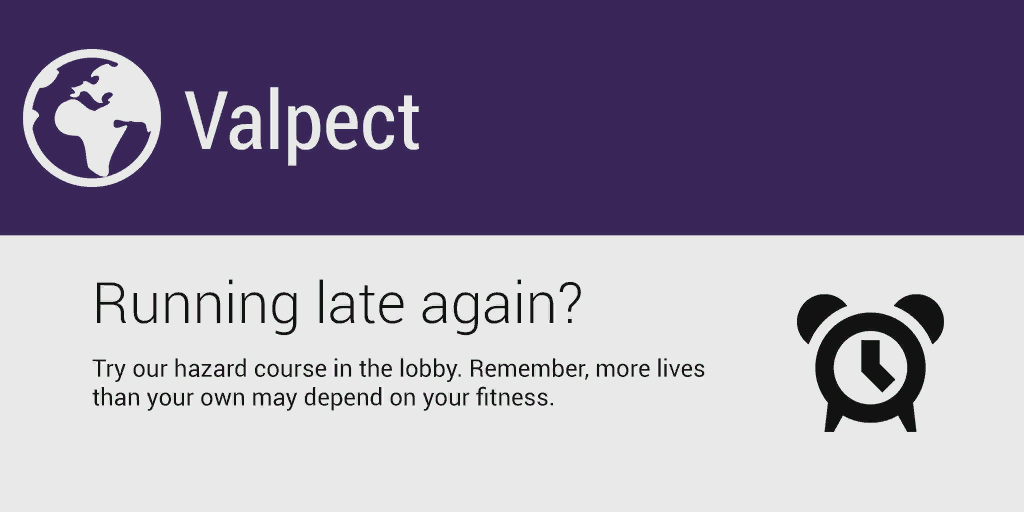 Valpect
Running late again?
Try our hazard course in the lobby. Remember, more lives
than your own may depend on your fitness.